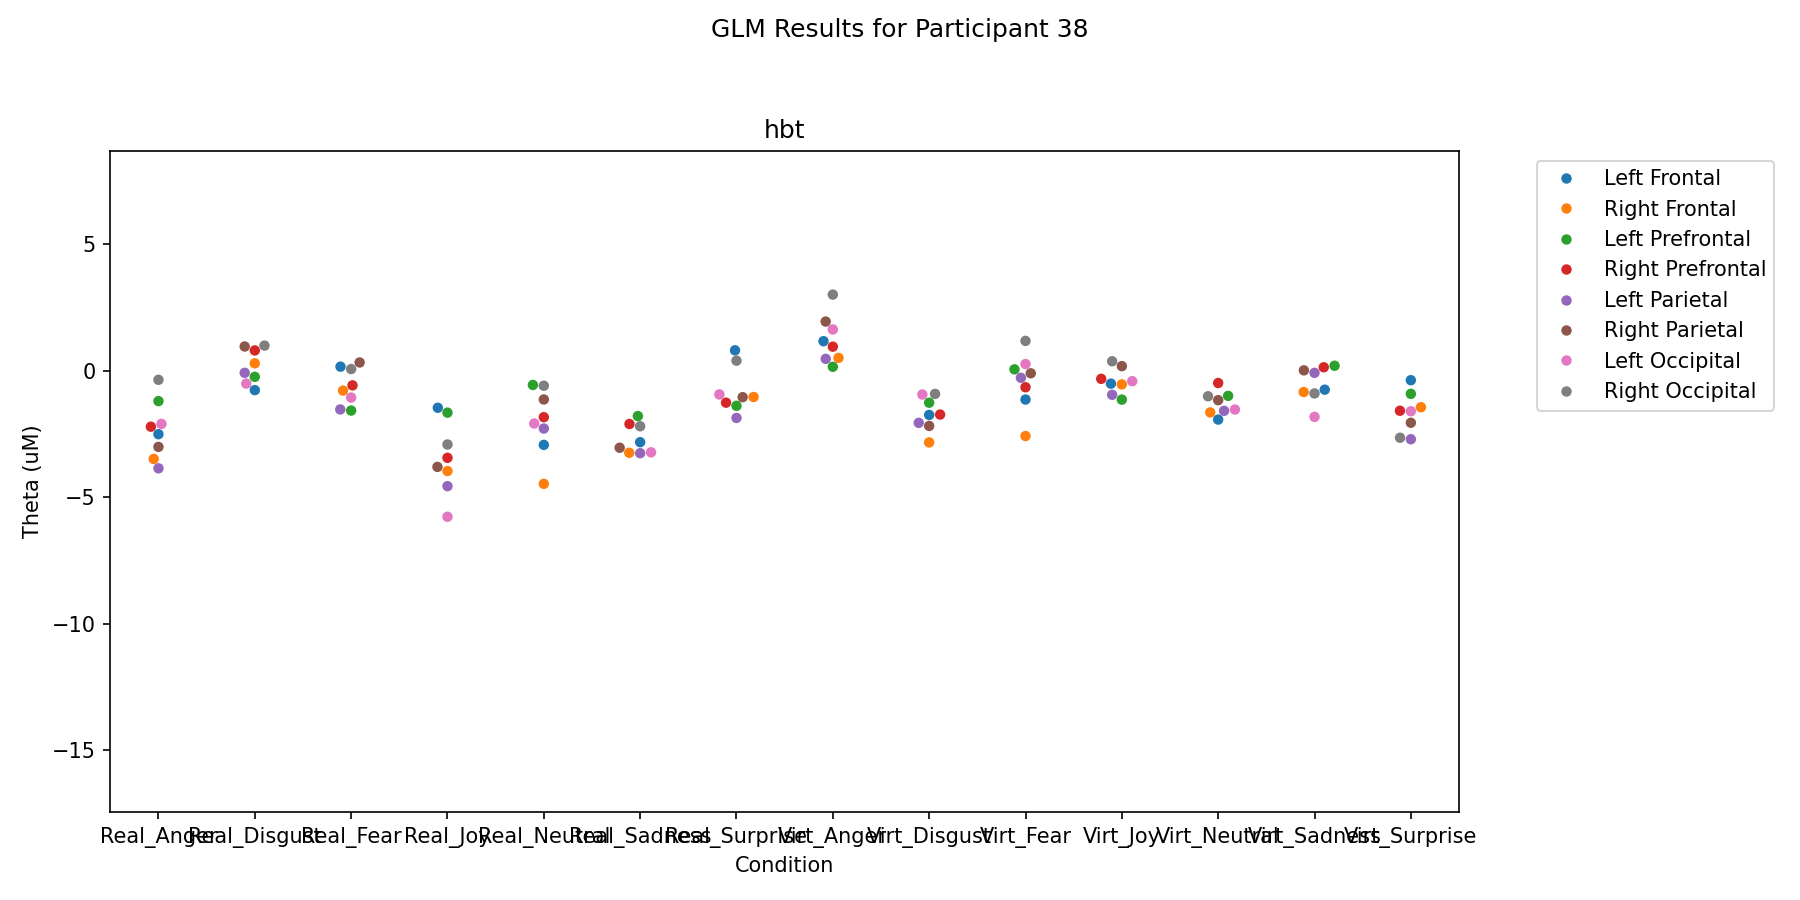 GLM Results for Participant 38
hbt
Left Frontal
Right Frontal
Left Prefrontal
Right Prefrontal
Left Parietal
Right Parietal
Left Occipital
Right Occipital
Theta (uM)
5
0
−5
−10
−15
Real_Anger Real_Disgust Real_Fear Real_Joy Real_Neutral Real_Sadness Real_Surprise Virt_Anger Virt_Disgust Virt_Fear Virt_Joy Virt_Neutral Virt_Sadness Virt_Surprise
Condition